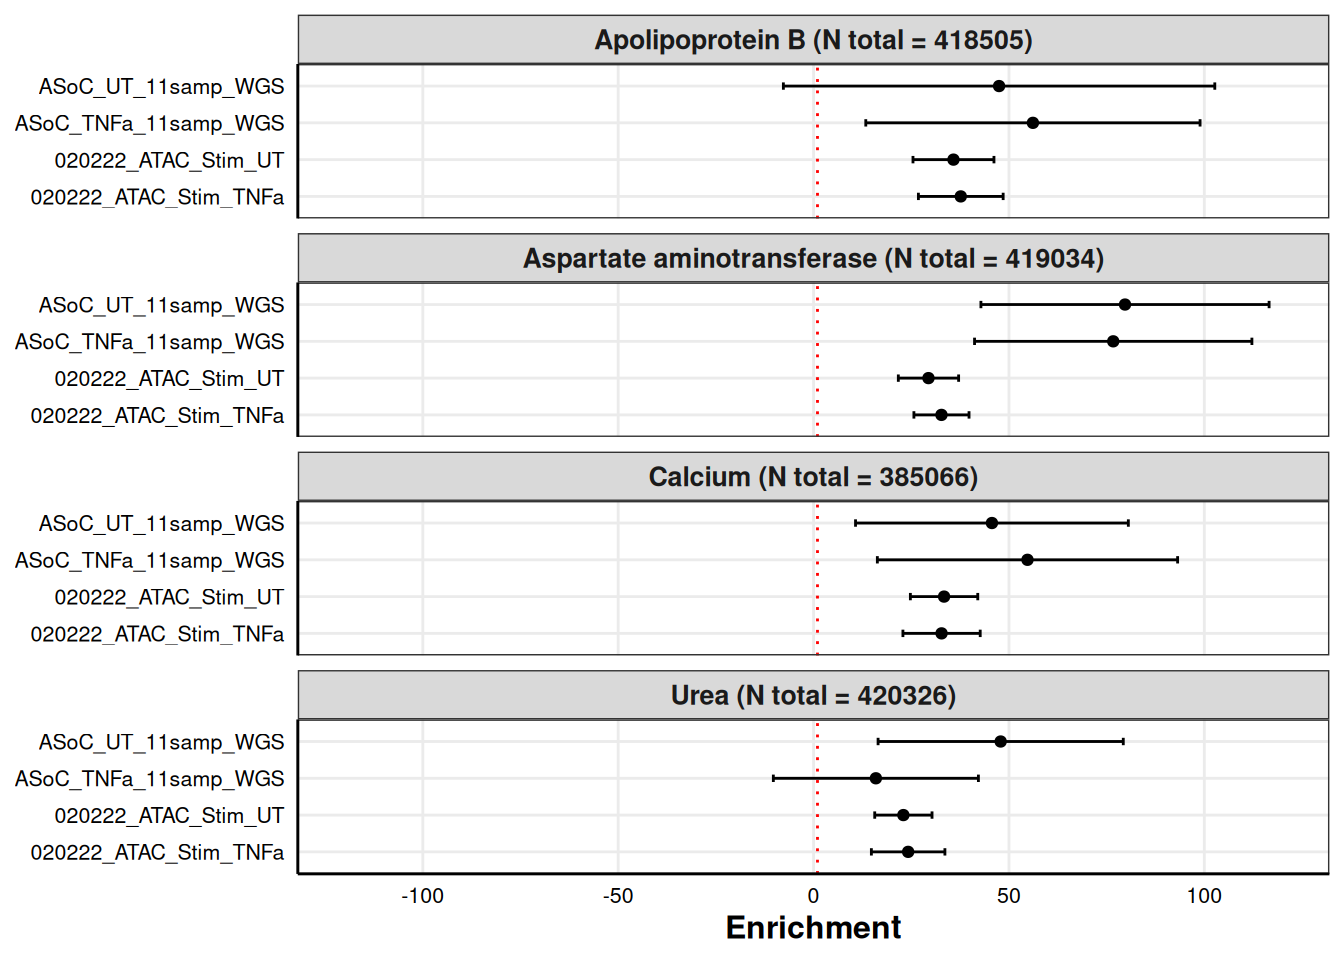 Apolipoprotein B (N total = 418505)
ASoC_UT_11samp_WGS
ASoC_TNFa_11samp_WGS
020222_ATAC_Stim_UT
020222_ATAC_Stim_TNFa
Aspartate aminotransferase (N total = 419034)
ASoC_UT_11samp_WGS
ASoC_TNFa_11samp_WGS
020222_ATAC_Stim_UT
020222_ATAC_Stim_TNFa
Calcium (N total = 385066)
ASoC_UT_11samp_WGS
ASoC_TNFa_11samp_WGS
020222_ATAC_Stim_UT
020222_ATAC_Stim_TNFa
Urea (N total = 420326)
ASoC_UT_11samp_WGS
ASoC_TNFa_11samp_WGS
020222_ATAC_Stim_UT
020222_ATAC_Stim_TNFa
-100 -50 0 50 100
Enrichment